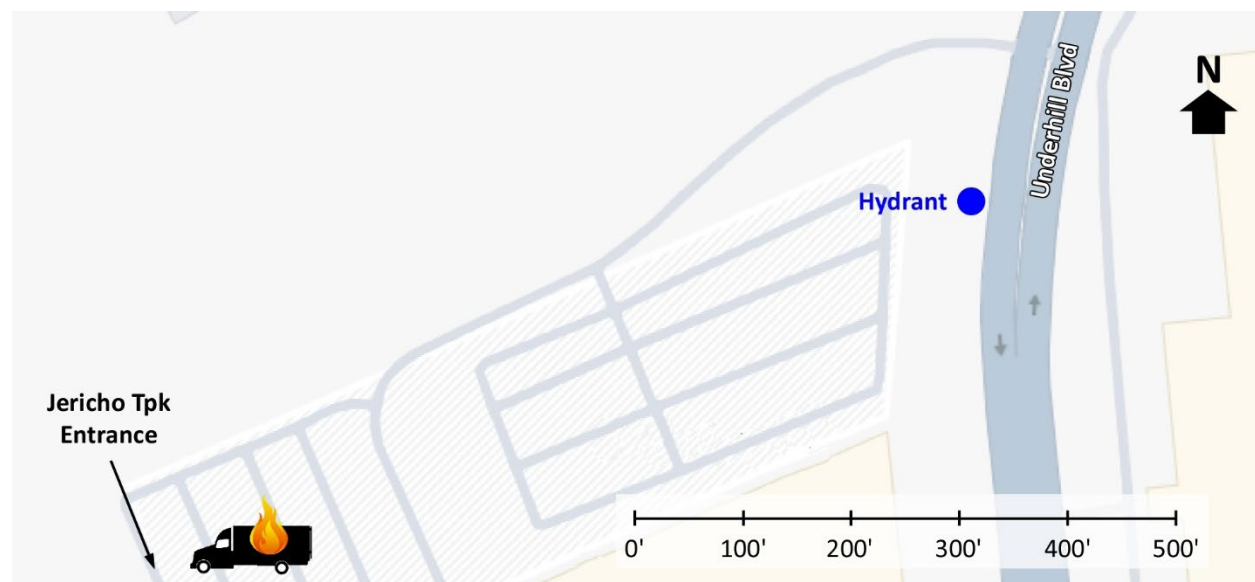 N
Underhill Blvd
Hydrant
Jericho Tpk
Entrance
0' 100' 200' 300' 400' 500'